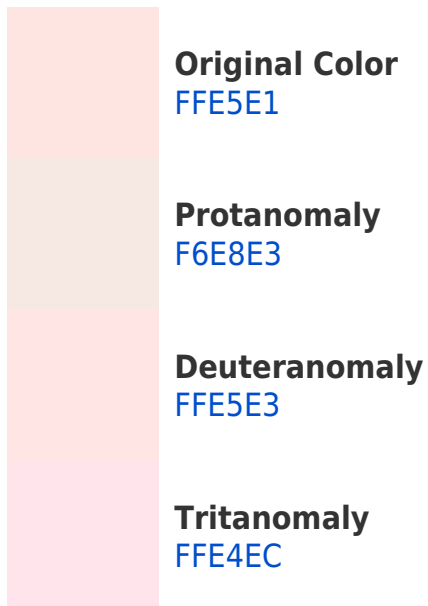 Original Color
FFE5E1
Protanomaly
F6E8E3
Deuteranomaly
FFE5E3
Tritanomaly
FFE4EC